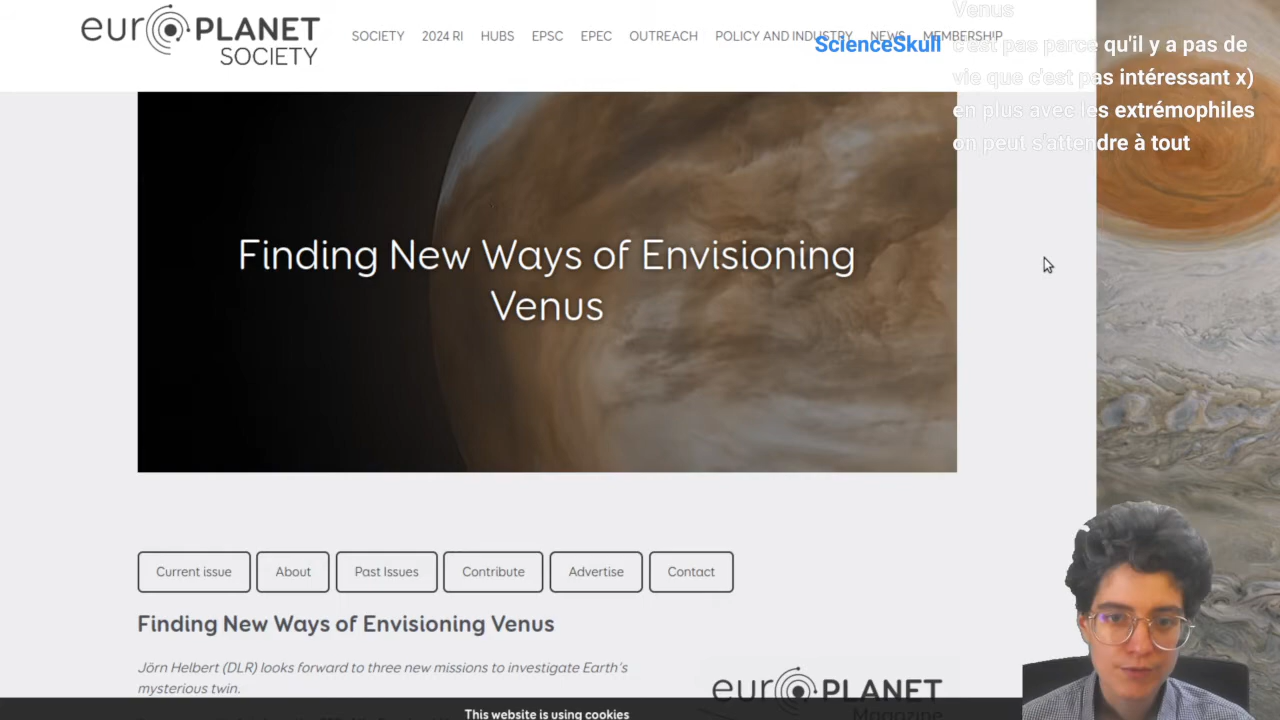 eur PLANET
SOCIETY
SOCIETY 2024 RI HUBS EPSC EPEC OUTREACH POLICY AND INDUSTRY NEWS MEMBERSHIP
Venus
ScienceSkull c'est pas parce qu'il y a pas de
vie que c'est pas intéressant x)
en plus avec les extrémophiles
on peut s'attendre à tout
Finding New Ways of Envisioning
Venus
Current issue About Past Issues Contribute Advertise Contact
Finding New Ways of Envisioning Venus
Jörn Helbert (DLR) looks forward to three new missions to investigate Earth's
mysterious twin.
eur PLANET
Magazine
This website is using cookies